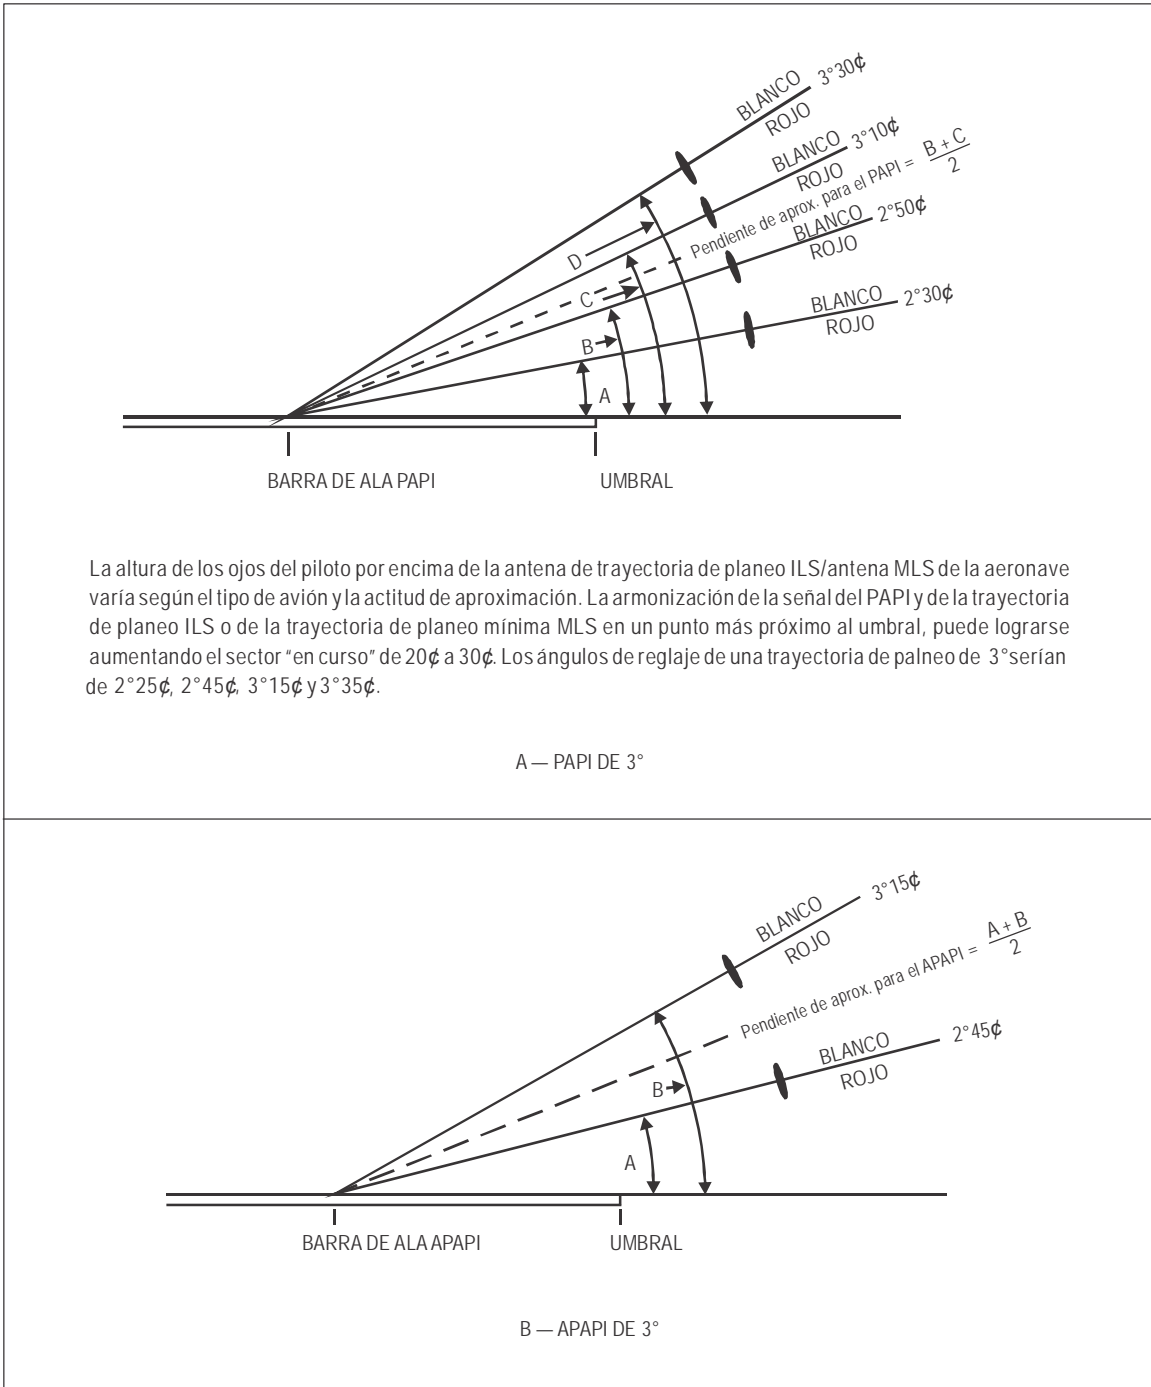 BLANCO
3°30¢
ROJO
BLANCO
3°10¢
ROJO
Pendiente de aprox. para el PAPI = B + C
2
BLANCO
2°50¢
ROJO
BLANCO
2°30¢
ROJO
D
C
B
A
BARRA DE ALA PAPI
UMBRAL
La altura de los ojos del piloto por encima de la antena de trayectoria de planeo ILS/antena MLS de la aeronave
varía según el tipo de avión y la actitud de aproximación. La armonización de la señal del PAPI y de la trayectoria
de planeo ILS o de la trayectoria de planeo mínima MLS en un punto más próximo al umbral, puede lograrse
aumentando el sector “en curso” de 20¢ a 30¢. Los ángulos de reglaje de una trayectoria de palneo de 3° serían
de 2°25¢, 2°45¢, 3°15¢ y 3°35¢.
A — PAPI DE 3°
BLANCO
3°15¢
ROJO
Pendiente de aprox. para el APAPI = A + B
2
BLANCO
2°45¢
ROJO
B
A
BARRA DE ALA APAPI
UMBRAL
B — APAPI DE 3°